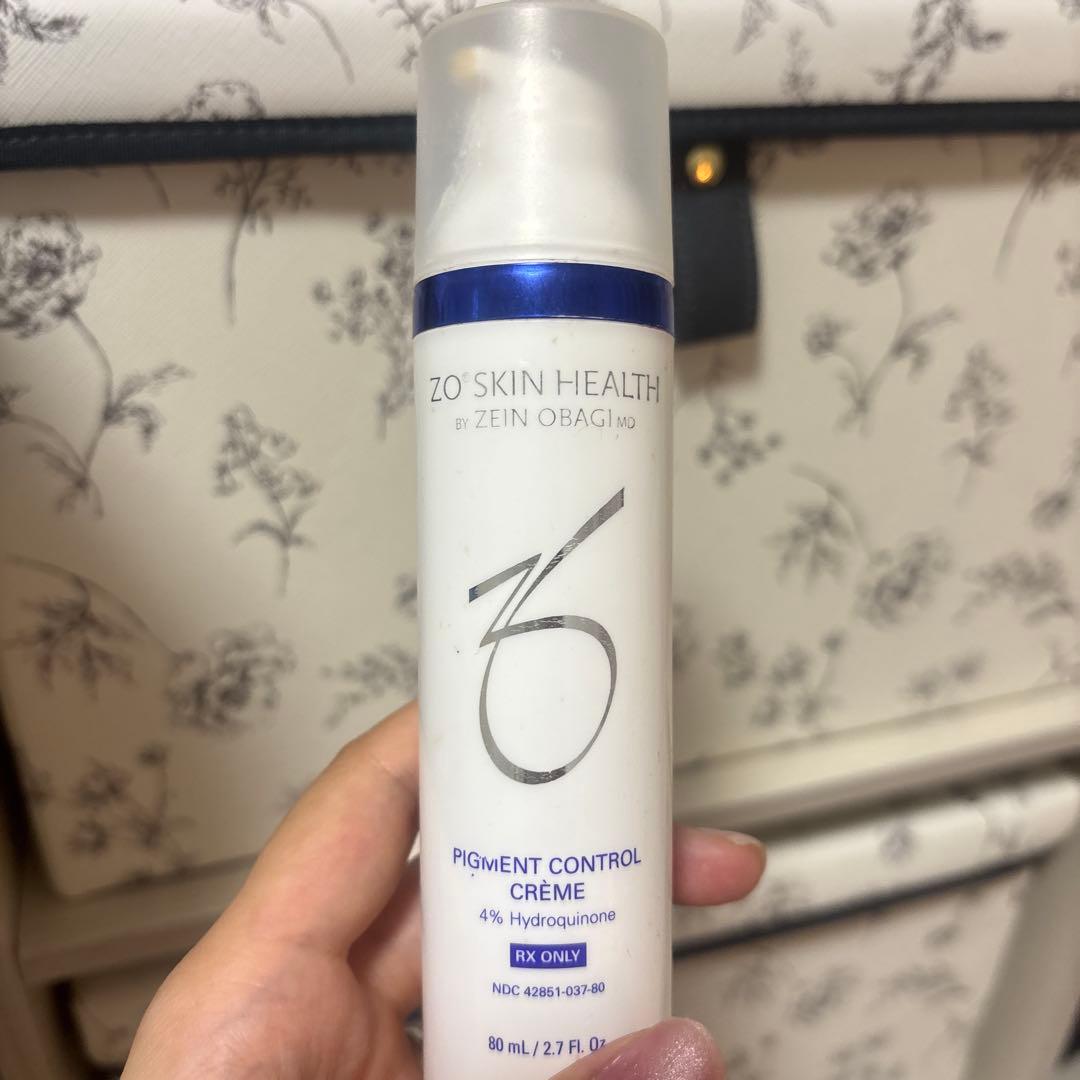 ZO® SKIN HEALTH
BY ZEIN OBAGI MD
PIGMENT CONTROL
CRÈME
4% Hydroquinone
RX ONLY
NDC 42851-037-80
80 mL / 2.7 Fl. Oz